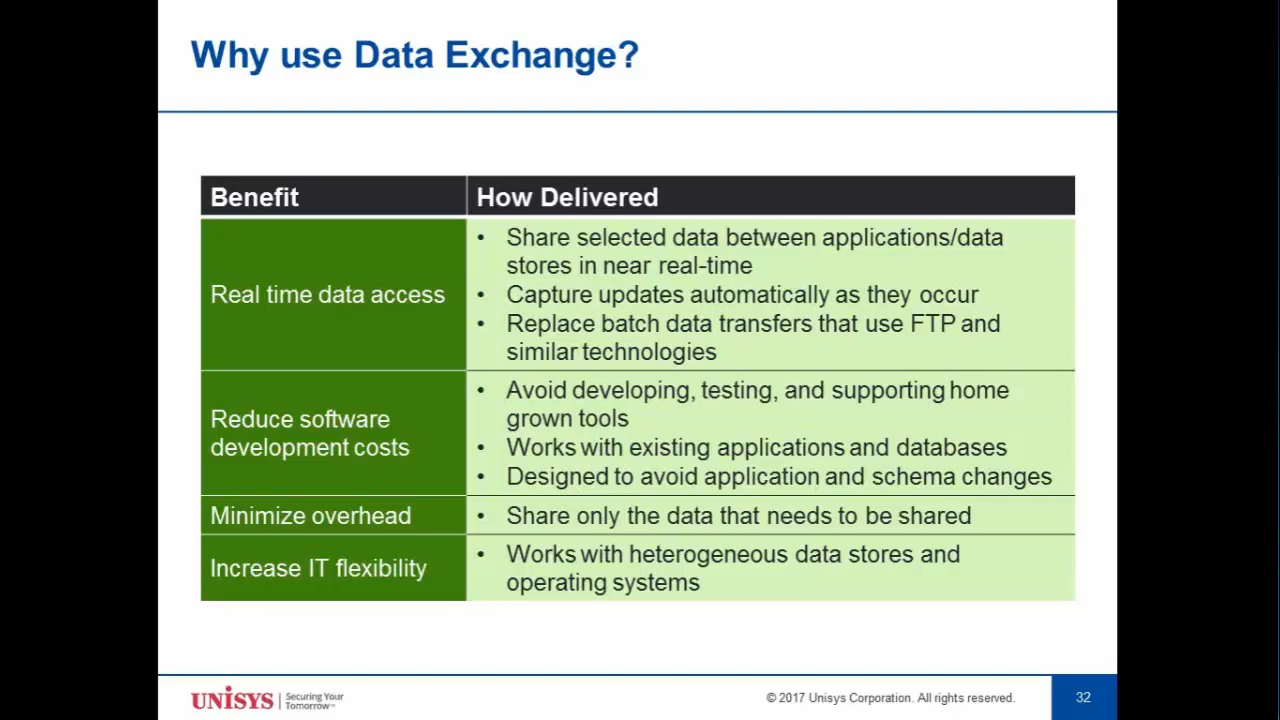 Why use Data Exchange?
Benefit
How Delivered
Real time data access
• Share selected data between applications/data
stores in near real-time
• Capture updates automatically as they occur
• Replace batch data transfers that use FTP and
similar technologies
Reduce software
development costs
• Avoid developing, testing, and supporting home
grown tools
• Works with existing applications and databases
• Designed to avoid application and schema changes
Minimize overhead
• Share only the data that needs to be shared
Increase IT flexibility
• Works with heterogeneous data stores and
operating systems
UNISYS
Securing Your
Tomorrow™
© 2017 Unisys Corporation. All rights reserved.
32